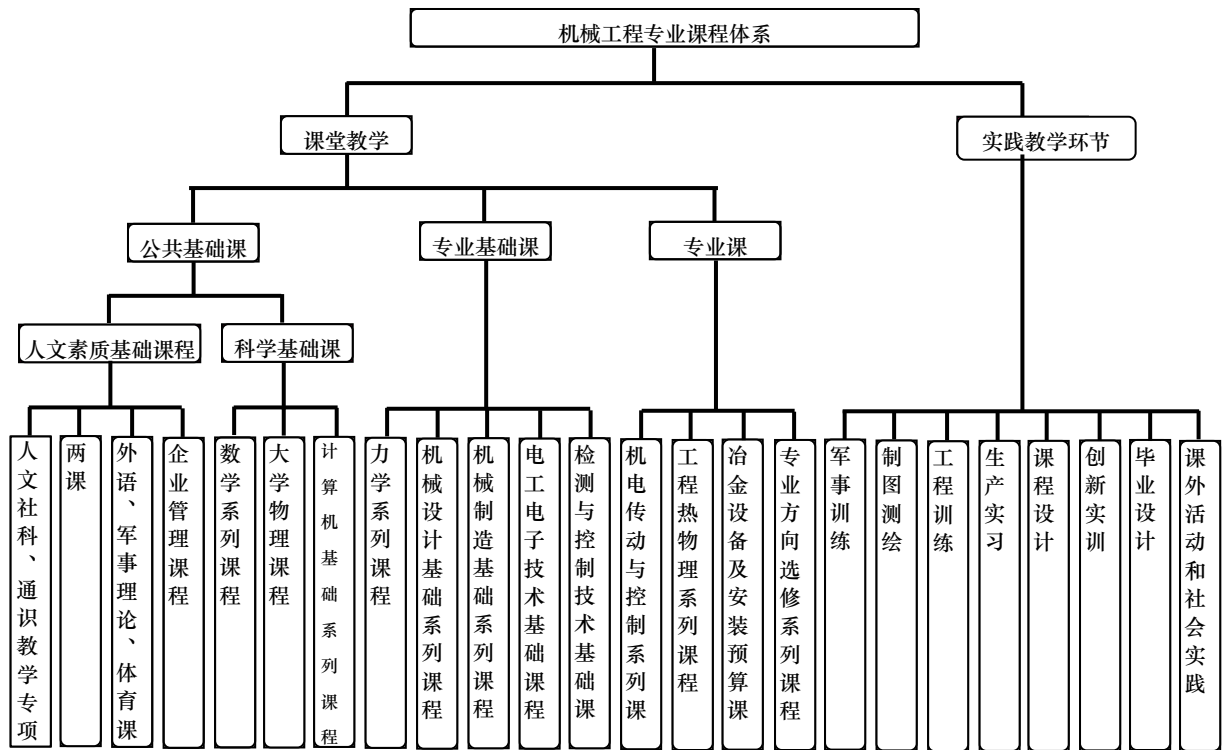 机械工程专业课程体系
课堂教学
实践教学环节
公共基础课
专业基础课
专业课
人文素质基础课程
科学基础课
人文社科、通识教学专项
两课
外语、军事理论、体育课
企业管理课程
数学系列课程
大学物理课程
计算机基础系列课程
力学系列课程
机械设计基础系列课程
机械制造基础系列课程
电工电子技术基础课程
检测与控制技术基础课
机电传动与控制系列课
工程热物理系列课程
冶金设备及安装预算课
专业方向选修系列课程
军事训练
制图测绘
工程训练
生产实习
课程设计
创新实训
毕业设计
课外活动和社会实践